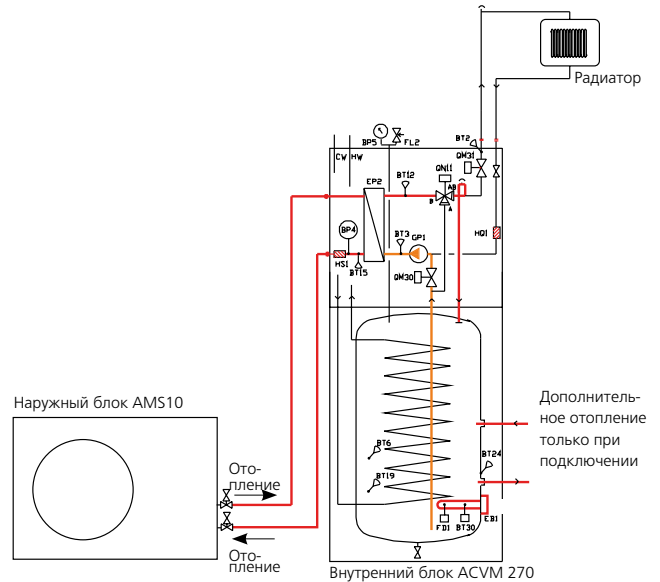 Радиатор
BP5
FL2
BT2
CW
HW
QM31
QN11
EP2
BT12
AB
B
A
BP4
BT3
GP1
HQ1
HS1
BT15
QM30
Наружный блок AMS10
Дополнитель-
ное отопление
только при
подключении
BT6
BT24
Ото-
пление
BT19
FD1
BT30
EB1
Ото-
пление
Внутренний блок ACVM 270